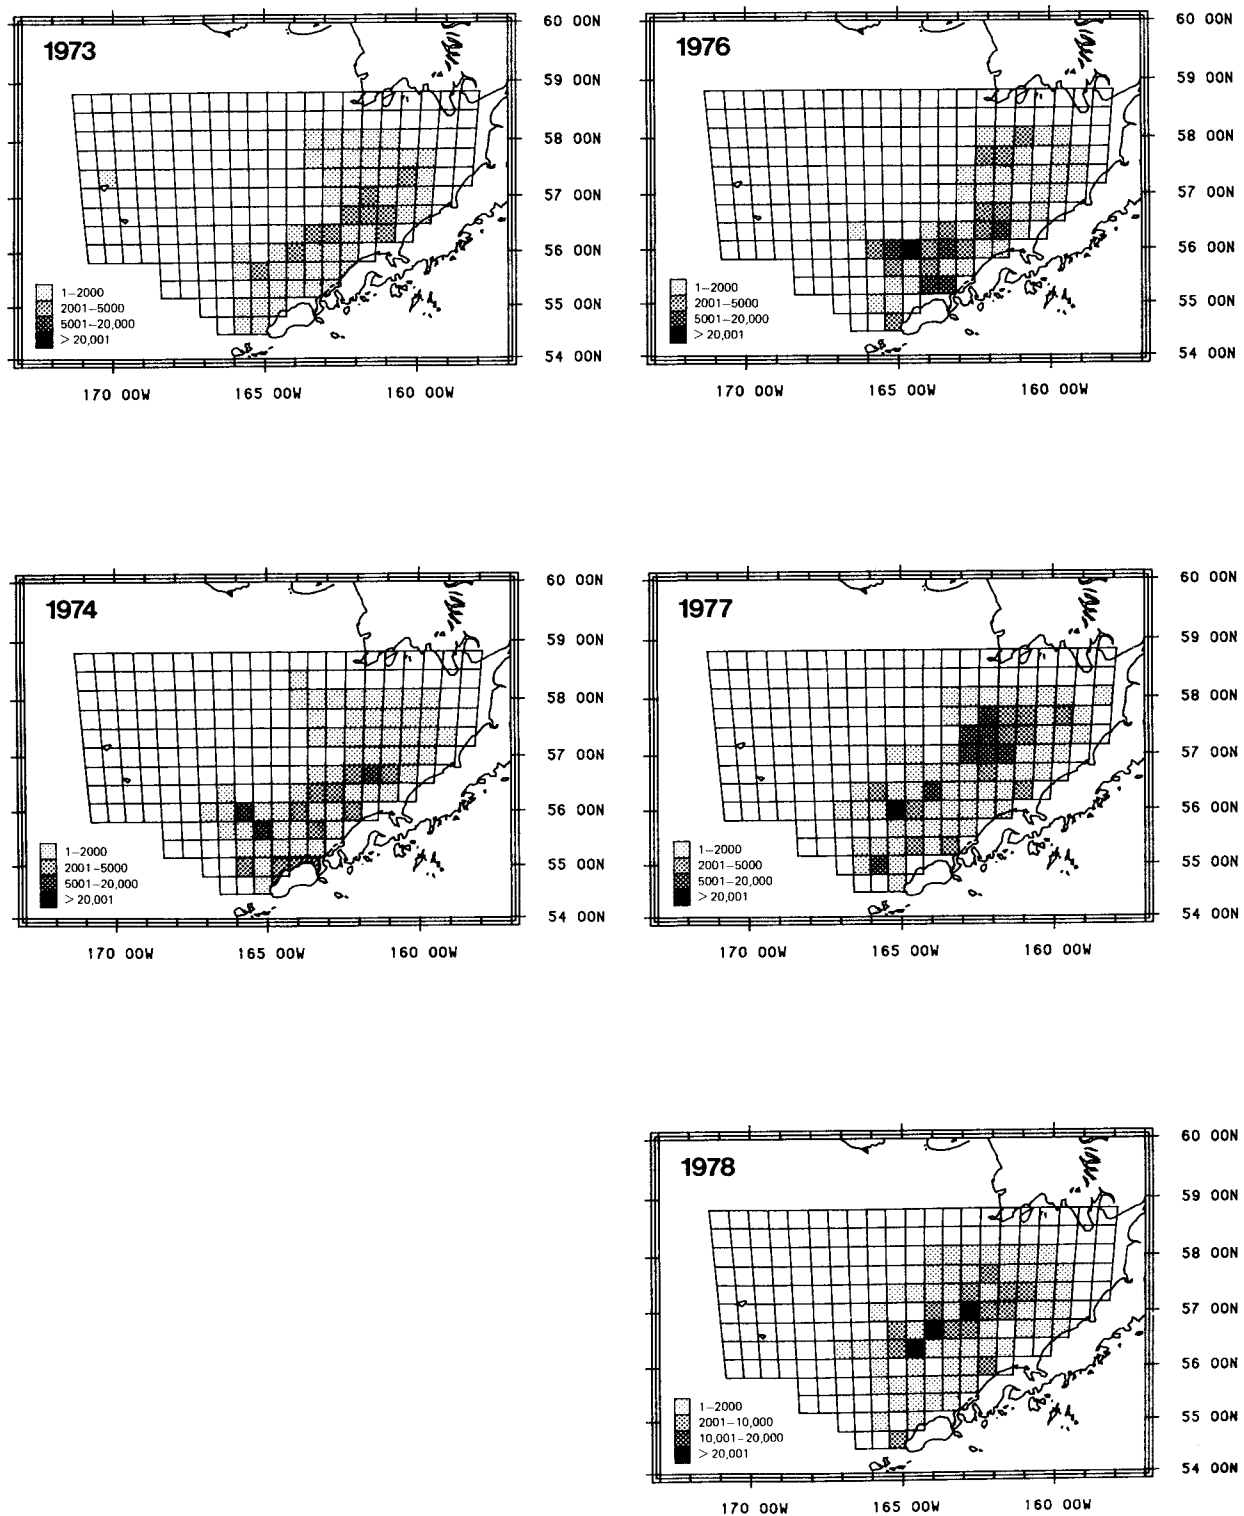 1973
60 00N
59 00N
58 00N
57 00N
56 00N
55 00N
54 00N
1–2000
2001–5000
5001–20,000
> 20,001
170 00W
165 00W
160 00W
1976
60 00N
59 00N
58 00N
57 00N
56 00N
55 00N
54 00N
1–2000
2001–5000
5001–20,000
> 20,001
170 00W
165 00W
160 00W
1974
60 00N
59 00N
58 00N
57 00N
56 00N
55 00N
54 00N
1–2000
2001–5000
5001–20,000
> 20,001
170 00W
165 00W
160 00W
1977
60 00N
59 00N
58 00N
57 00N
56 00N
55 00N
54 00N
1–2000
2001–5000
5001–20,000
> 20,001
170 00W
165 00W
160 00W
1978
60 00N
59 00N
58 00N
57 00N
56 00N
55 00N
54 00N
1–2000
2001–10,000
10,001–20,000
> 20,001
170 00W
165 00W
160 00W